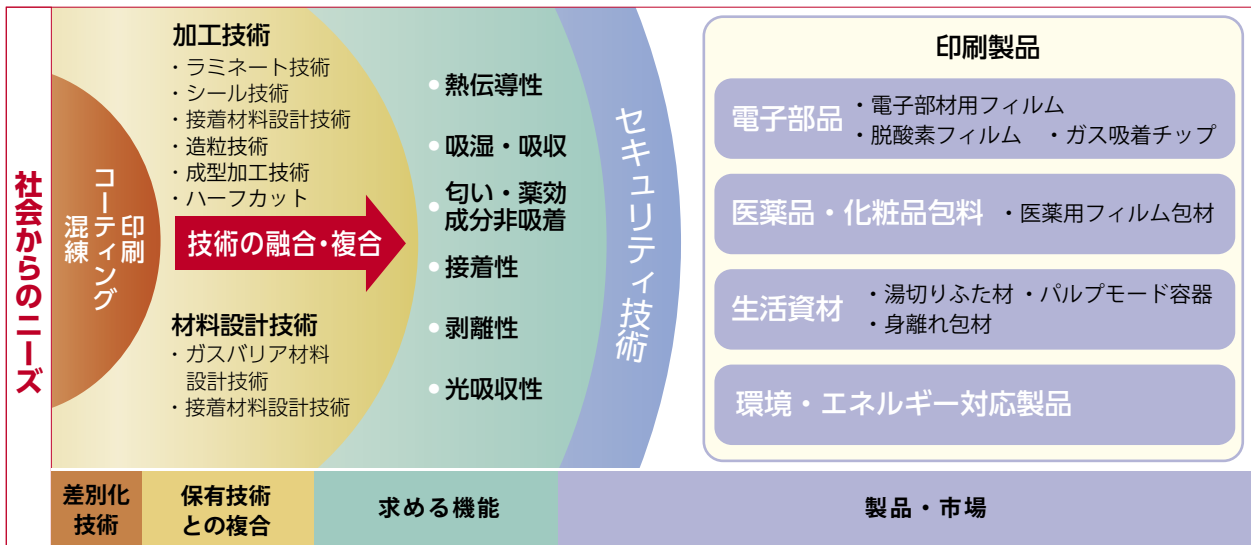 社会からのニーズ
印刷
コーティング
混練
加工技術
・ラミネート技術
・シール技術
・接着材料設計技術
・造粒技術
・成型加工技術
・ハーフカット
技術の融合・複合
材料設計技術
・ガスバリア材料
設計技術
・接着材料設計技術
熱伝導性
吸湿・吸収
匂い・薬効
成分非吸着
接着性
剥離性
光吸収性
セキュリティ技術
印刷製品
電子部品
・電子部材用フィルム
・脱酸素フィルム ・ガス吸着チップ
医薬品・化粧品包料 ・医薬用フィルム包材
生活資材
・湯切りふた材 ・パルプモード容器
・身離れ包材
環境・エネルギー対応製品
差別化
技術
保有技術
との複合
求める機能
製品・市場